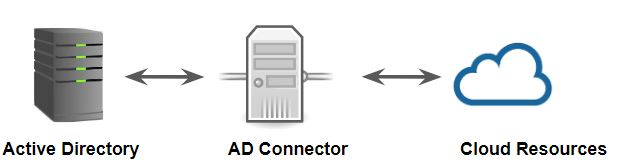 Active Directory
AD Connector
Cloud Resources